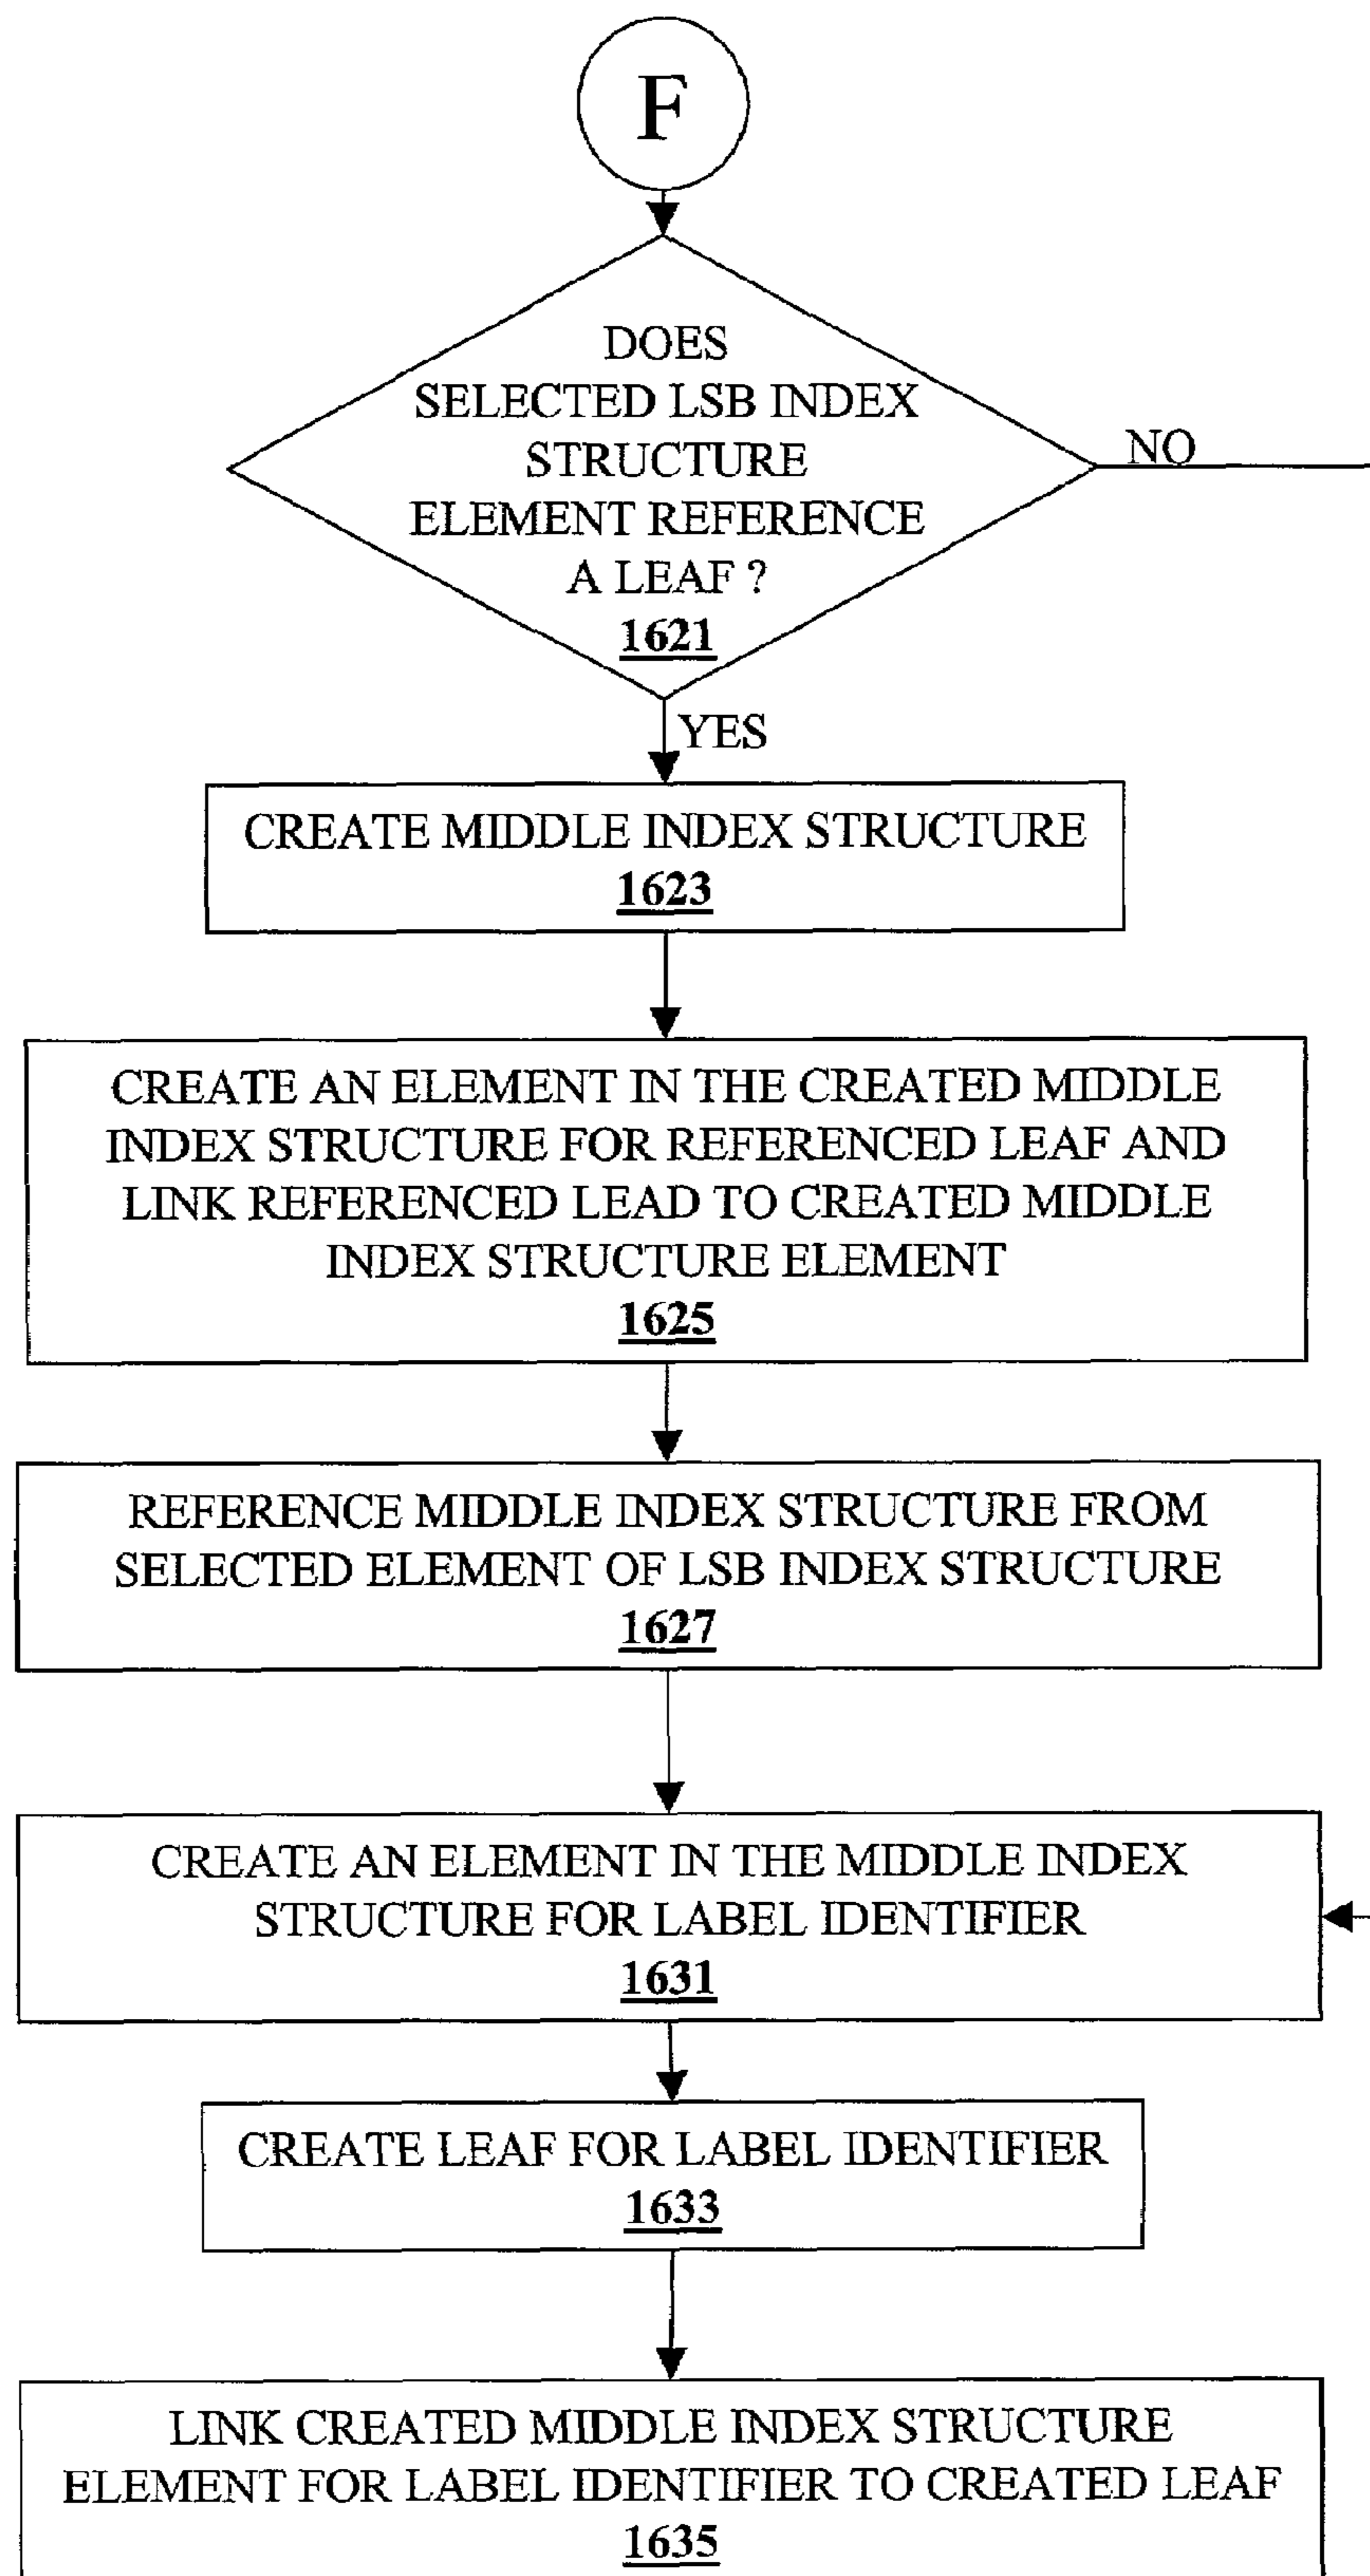 F
DOES
SELECTED LSB INDEX
STRUCTURE
ELEMENT REFERENCE
A LEAF ?
1621
NO
YES
CREATE MIDDLE INDEX STRUCTURE
1623
CREATE AN ELEMENT IN THE CREATED MIDDLE
INDEX STRUCTURE FOR REFERENCED LEAF AND
LINK REFERENCED LEAD TO CREATED MIDDLE
INDEX STRUCTURE ELEMENT
1625
REFERENCE MIDDLE INDEX STRUCTURE FROM
SELECTED ELEMENT OF LSB INDEX STRUCTURE
1627
CREATE AN ELEMENT IN THE MIDDLE INDEX
STRUCTURE FOR LABEL IDENTIFIER
1631
CREATE LEAF FOR LABEL IDENTIFIER
1633
LINK CREATED MIDDLE INDEX STRUCTURE
ELEMENT FOR LABEL IDENTIFIER TO CREATED LEAF
1635